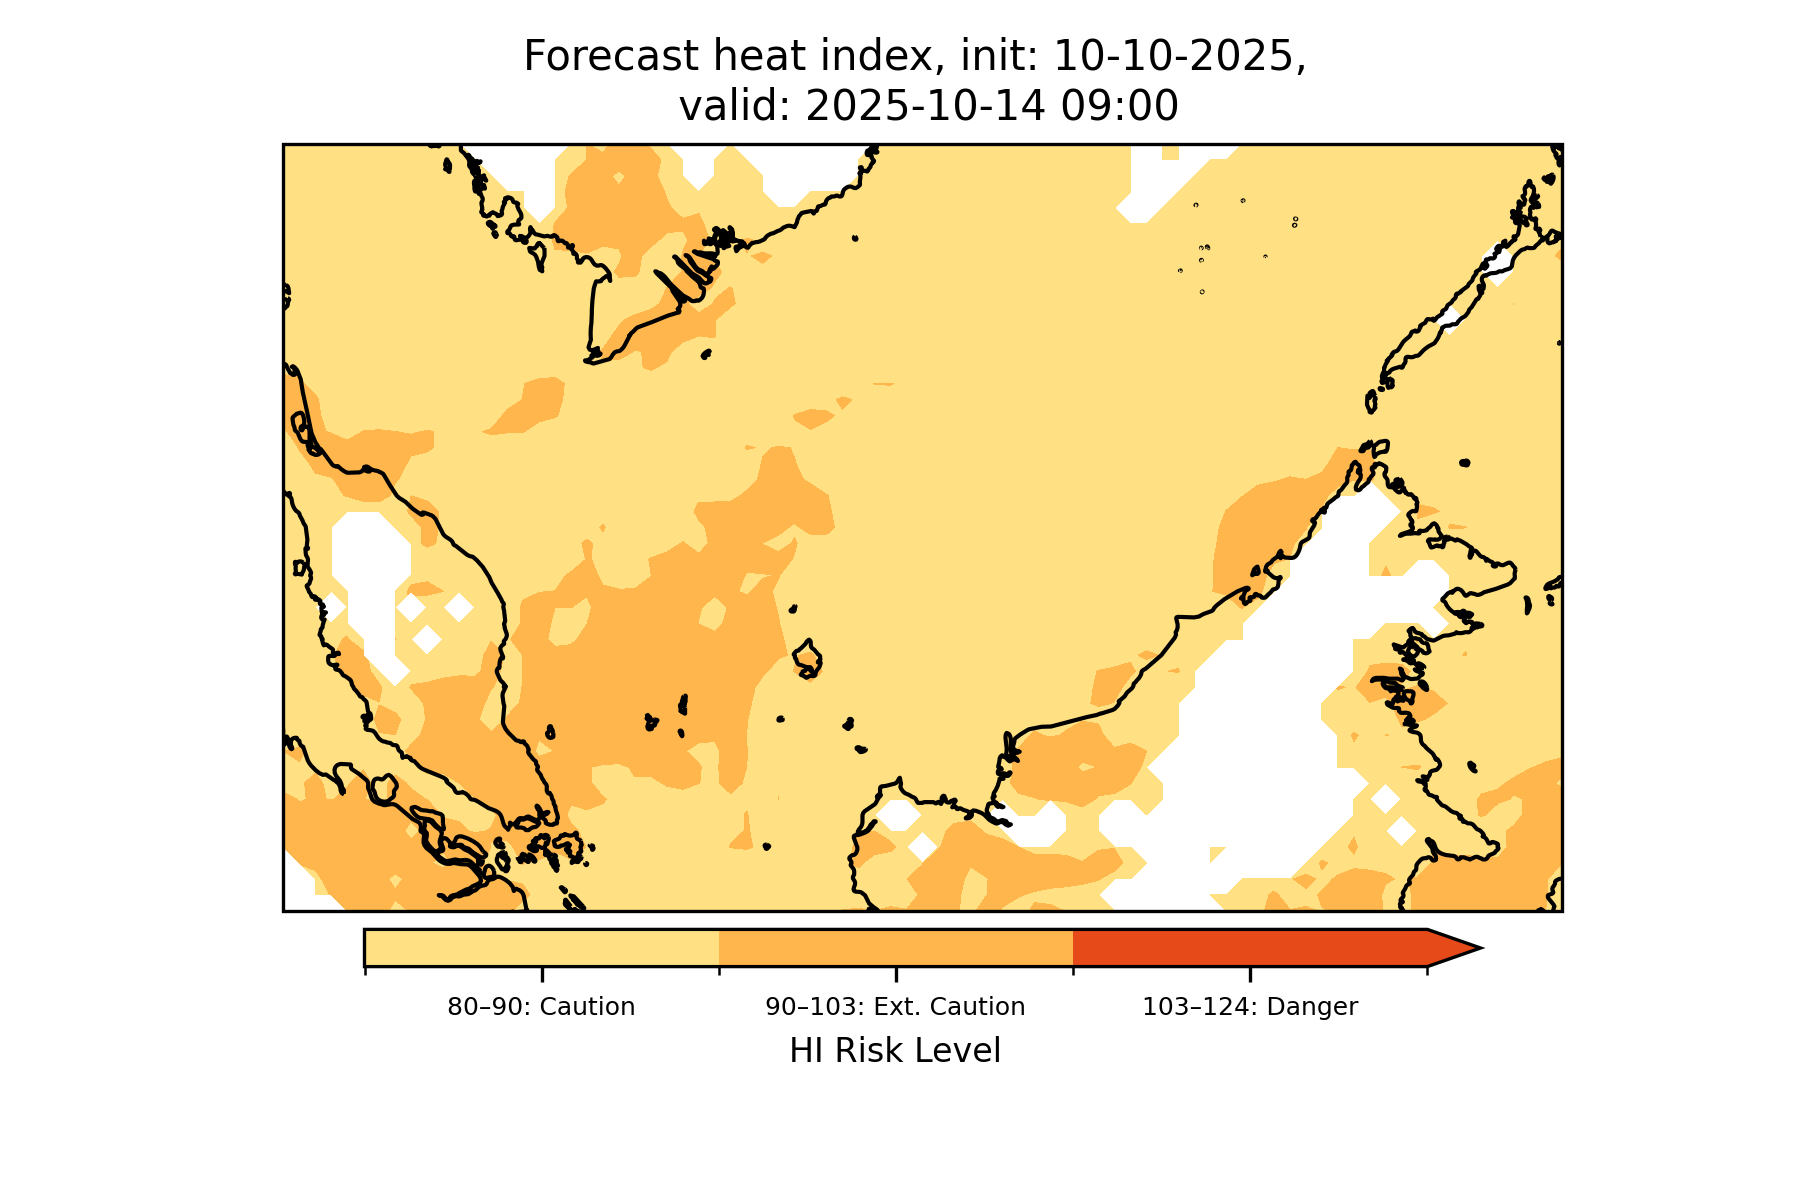 Forecast heat index, init: 10-10-2025,
valid: 2025-10-14 09:00
80–90: Caution
90–103: Ext. Caution
103–124: Danger
HI Risk Level